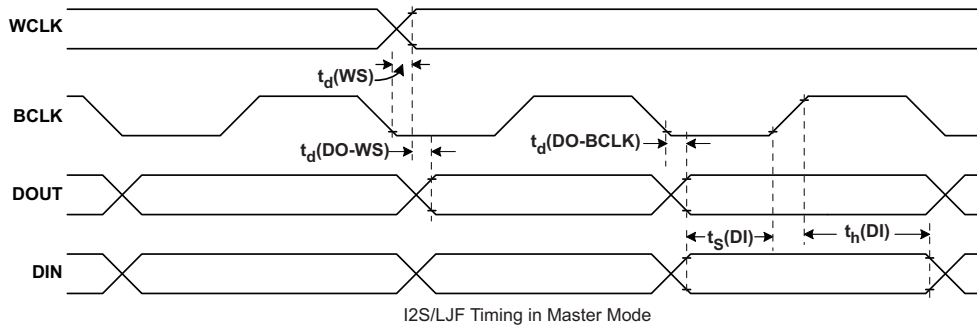 WCLK
t_d(WS)
BCLK
t_d(DO-WS)
t_d(DO-BCLK)
DOUT
t_S(DI)
t_h(DI)
DIN
I2S/LJF Timing in Master Mode